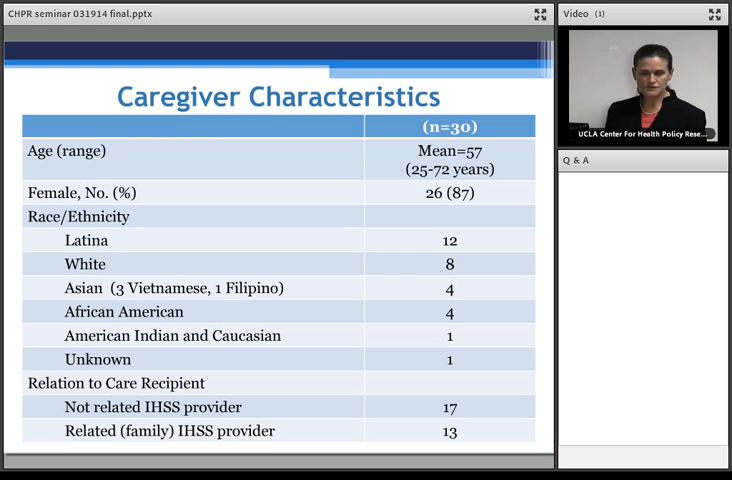 CHPR seminar 031914 final.pptx
Video (1)
UCLA Center For Health Policy Rese...
Q & A
Caregiver Characteristics
(n=30)
Age (range) Mean=57
(25-72 years)
Female, No. (%) 26 (87)
Race/Ethnicity
Latina 12
White 8
Asian (3 Vietnamese, 1 Filipino) 4
African American 4
American Indian and Caucasian 1
Unknown 1
Relation to Care Recipient
Not related IHSS provider 17
Related (family) IHSS provider 13